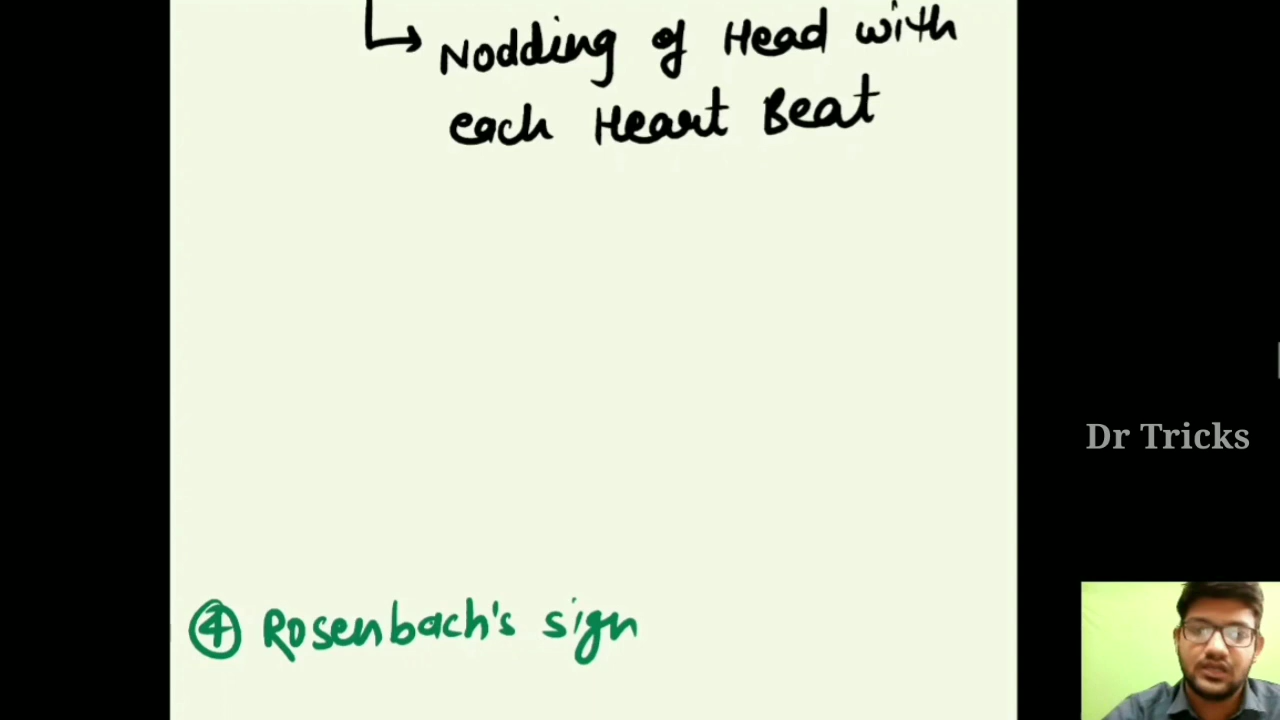 Nodding of Head with
each Heart Beat
Dr Tricks
④ Rosenbach's sign